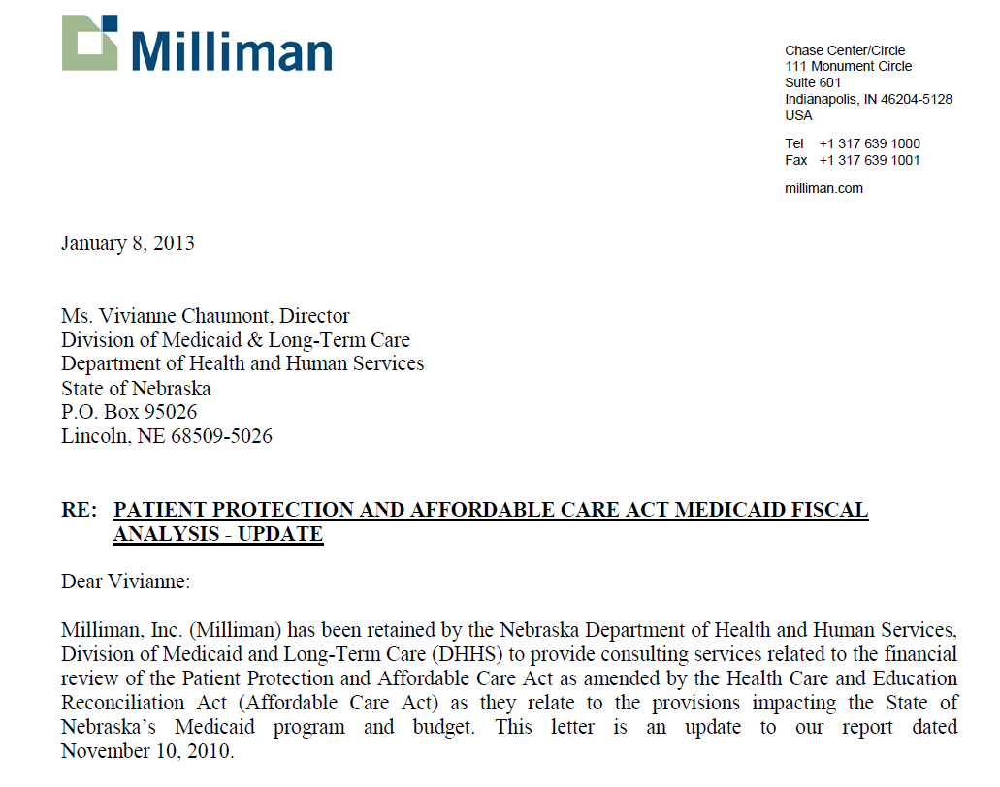 Milliman
Chase Center/Circle
111 Monument Circle
Suite 601
Indianapolis, IN 46204-5128
USA
Tel +1 317 639 1000
Fax +1 317 639 1001
milliman.com
January 8, 2013
Ms. Vivianne Chaumont, Director
Division of Medicaid & Long-Term Care
Department of Health and Human Services
State of Nebraska
P.O. Box 95026
Lincoln, NE 68509-5026
RE: PATIENT PROTECTION AND AFFORDABLE CARE ACT MEDICAID FISCAL
ANALYSIS - UPDATE
Dear Vivianne:
Milliman, Inc. (Milliman) has been retained by the Nebraska Department of Health and Human Services,
Division of Medicaid and Long-Term Care (DHHS) to provide consulting services related to the financial
review of the Patient Protection and Affordable Care Act as amended by the Health Care and Education
Reconciliation Act (Affordable Care Act) as they relate to the provisions impacting the State of
Nebraska's Medicaid program and budget. This letter is an update to our report dated
November 10, 2010.